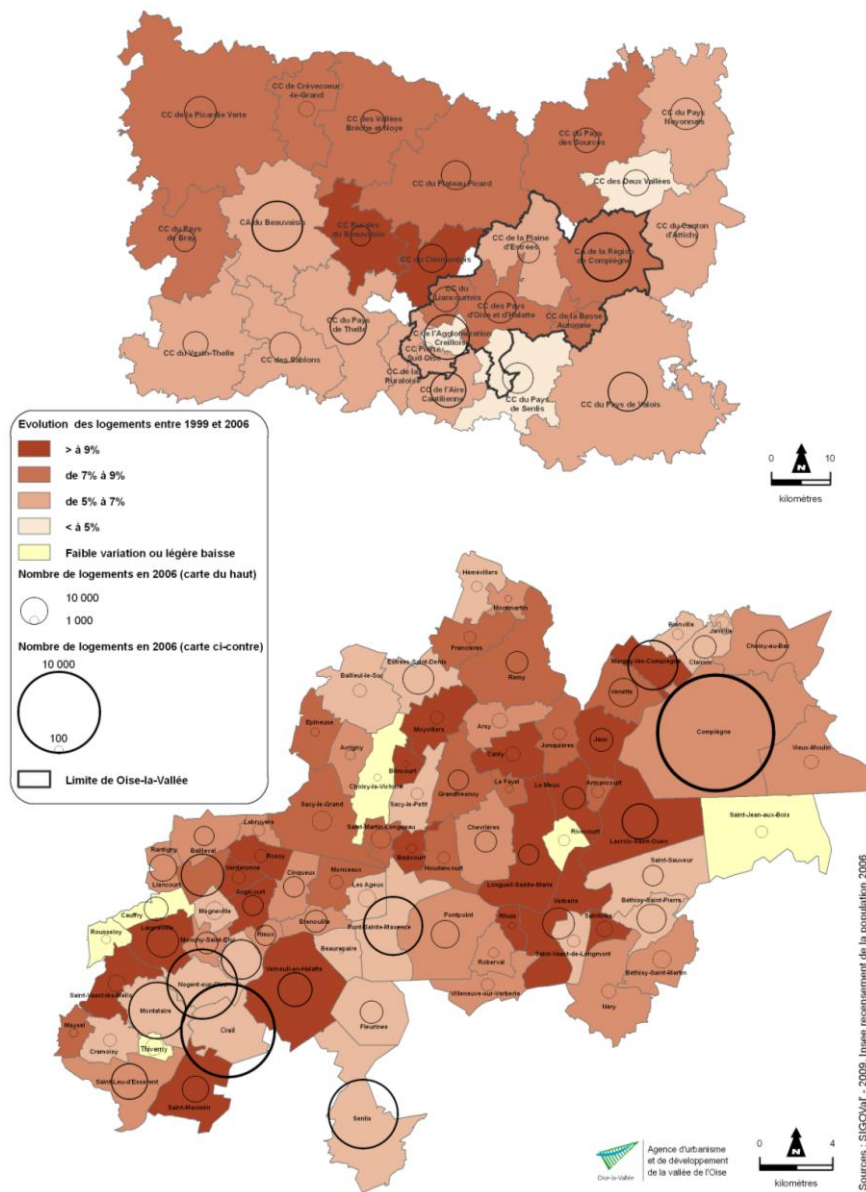 CC de Crèvecoeur
-le-Grand
CC de la Picardie Verte
CC des Vallées
Brèche et Noye
CC du Pays
Noyonnais
CC du Pays
des Sources
CC du Plateau Picard
CC des Deux Vallées
CC du Pays
de Bray
CA du Beauvaisis
CC Rurales
du Beauvaisis
CC du Clermontois
CC de la Plaine
d'Estrées
CA de la Région
de Compiègne
CC du Canton
d'Attichy
CC du
Liancourtois
CC des Pays
d'Oise et d'Halatte
CC de la Basse
Automne
CC du Vexin-Thelle
CC des Sablons
CC du Pays
de Thelle
C de l'Agglomération
Creilloise
CC Pierre
Sud-Oise
CC de la
Ruraloise
CC de l'Aire
Cantilienne
CC du Pays
de Senlis
CC du Pays de Valois
Evolution des logements entre 1999 et 2006
> à 9%
de 7% à 9%
de 5% à 7%
< à 5%
Faible variation ou légère baisse
Nombre de logements en 2006 (carte du haut)
10 000
1 000
Nombre de logements en 2006 (carte ci-contre)
10 000
100
Limite de Oise-la-Vallée
0 10
N
kilomètres
Hémévillers
Montmartin
Francières
Bailleul-le-Soc
Estrées-Saint-Denis
Remy
Bienville
Janville
Clairoix
Choisy-au-Bac
Margny-lès-Compiègne
Venette
Compiègne
Vieux-Moulin
Epineuse
Avrigny
Moyvillers
Arsy
Jonquières
Jaux
Canly
Blincourt
Choisy-la-Victoire
Sacy-le-Petit
Grandfresnoy
Le Fayel
Le Meux
Armancourt
Sacy-le-Grand
Saint-Martin-Longueau
Chevrières
Rivecourt
Lacroix-Saint-Ouen
Saint-Jean-aux-Bois
Labruyère
Rosoy
Bailleval
Rantigny
Liancourt
Verderonne
Angicourt
Cinqueux
Monceaux
Bazicourt
Houdancourt
Longueil-Sainte-Marie
Saint-Sauveur
Béthisy-Saint-Pierre
Cauffry
Mogneville
Les Ageux
Brenouille
Pont-Sainte-Maxence
Pontpoint
Rhuis
Verberie
Saintines
Rousseloy
Laigneville
Monchy-Saint-Eloi
Rieux
Beaurepaire
Roberval
Saint-Vaast-de-Longmont
Béthisy-Saint-Martin
Saint-Vaast-lès-Mello
Nogent-sur-Oise
Verneuil-en-Halatte
Villeneuve-sur-Verberie
Néry
Maysel
Montataire
Creil
Fleurines
Cramoisy
Thiverny
Saint-Leu-d'Esserent
Saint-Maximin
Senlis
Oise-la-Vallée
Agence d'urbanisme
et de développement
de la vallée de l'Oise
0 4
N
kilomètres
Sources : SIGOVal' - 2009, Insee recensement de la population 2006